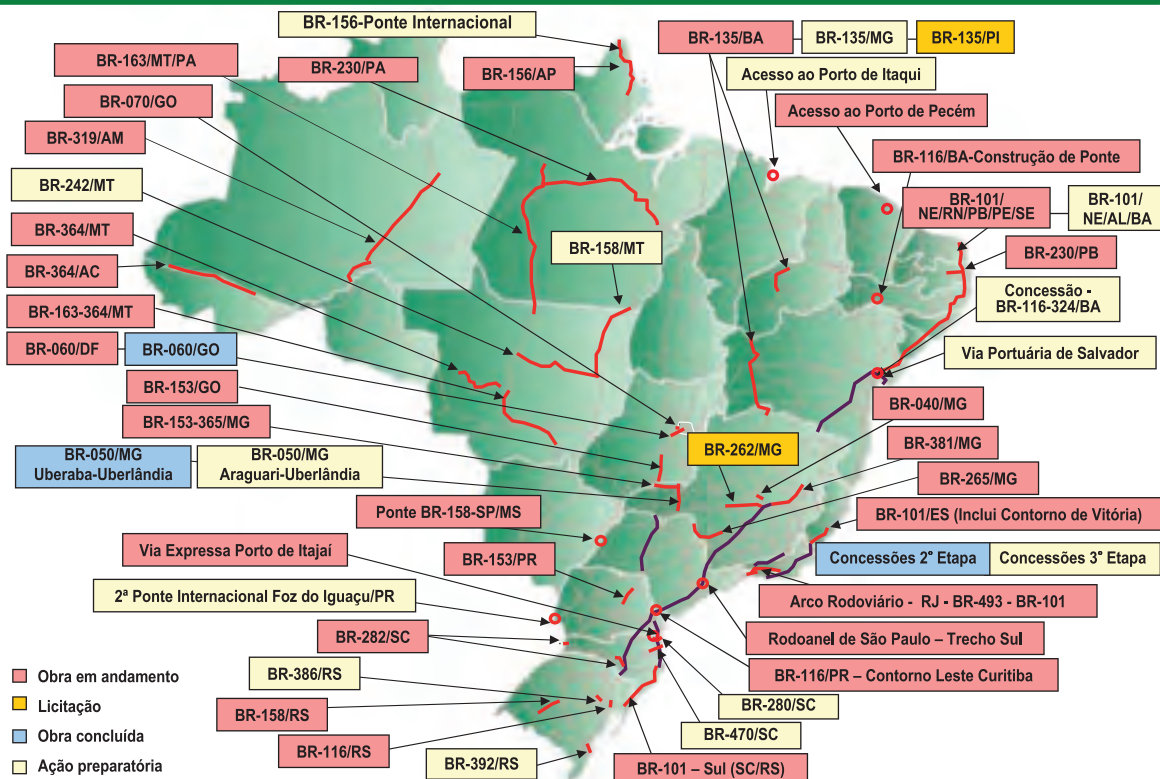 BR-156-Ponte Internacional
BR-135/BA
BR-135/MG
BR-135/PI
BR-163/MT/PA
BR-230/PA
BR-156/AP
Acesso ao Porto de Itaqui
BR-070/GO
Acesso ao Porto de Pecém
BR-319/AM
BR-116/BA-Construção de Ponte
BR-242/MT
BR-101/
NE/RN/PB/PE/SE
BR-101/
NE/AL/BA
BR-364/MT
BR-158/MT
BR-230/PB
BR-364/AC
Concessão -
BR-116-324/BA
BR-163-364/MT
BR-060/DF
BR-060/GO
Via Portuária de Salvador
BR-153/GO
BR-040/MG
BR-153-365/MG
BR-262/MG
BR-381/MG
BR-050/MG
Uberaba-Uberlândia
BR-050/MG
Araguari-Uberlândia
BR-265/MG
Ponte BR-158-SP/MS
BR-101/ES (Inclui Contorno de Vitória)
Via Expressa Porto de Itajaí
BR-153/PR
Concessões 2° Etapa
Concessões 3° Etapa
2ª Ponte Internacional Foz do Iguaçu/PR
Arco Rodoviário - RJ - BR-493 - BR-101
BR-282/SC
Rodoanel de São Paulo – Trecho Sul
BR-386/RS
BR-116/PR – Contorno Leste Curitiba
BR-158/RS
BR-280/SC
BR-116/RS
BR-470/SC
BR-392/RS
BR-101 – Sul (SC/RS)
Obra em andamento
Licitação
Obra concluída
Ação preparatória